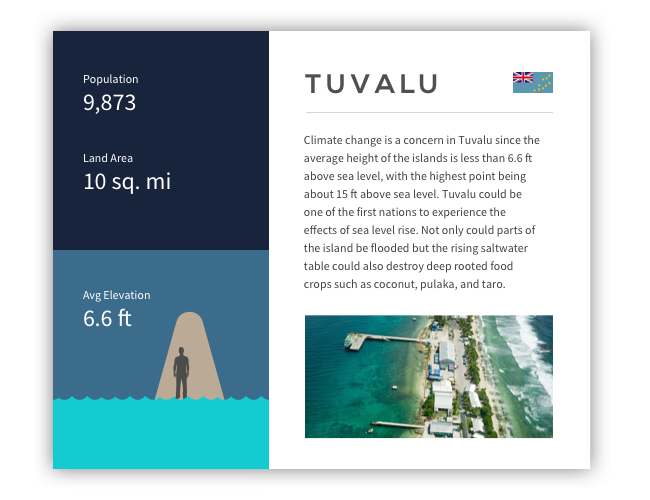 Population
9,873
Land Area
10 sq. mi
Avg Elevation
6.6 ft
TUVALU
Climate change is a concern in Tuvalu since the
average height of the islands is less than 6.6 ft
above sea level, with the highest point being
about 15 ft above sea level. Tuvalu could be
one of the first nations to experience the
effects of sea level rise. Not only could parts of
the island be flooded but the rising saltwater
table could also destroy deep rooted food
crops such as coconut, pulaka, and taro.